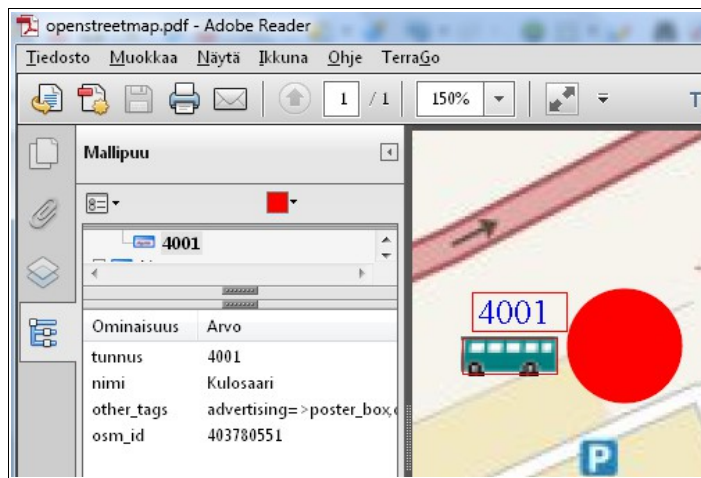 openstreetmap.pdf - Adobe Reader
Tiedosto Muokkaa Näytä Ikkuna Ohje TerraGo
1 / 1 150% T
Mallipuu
4001
Ominaisuus Arvo
tunnus 4001
nimi Kulosaari
other_tags advertising=>poster_box,
osm_id 403780551
4001
P